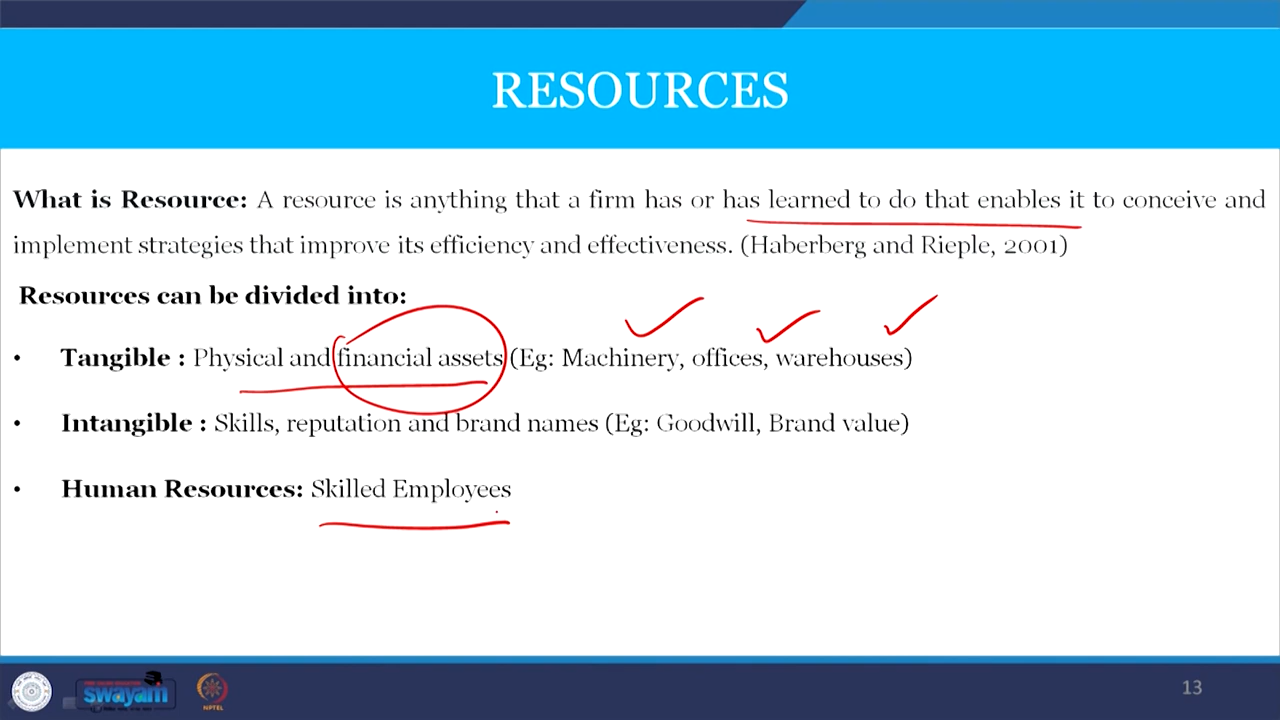 RESOURCES
What is Resource: A resource is anything that a firm has or has learned to do that enables it to conceive and
implement strategies that improve its efficiency and effectiveness. (Haberberg and Rieple, 2001)
Resources can be divided into:
• Tangible : Physical and financial assets (Eg: Machinery, offices, warehouses)
• Intangible : Skills, reputation and brand names (Eg: Goodwill, Brand value)
• Human Resources: Skilled Employees
swayam
NPTEL
13